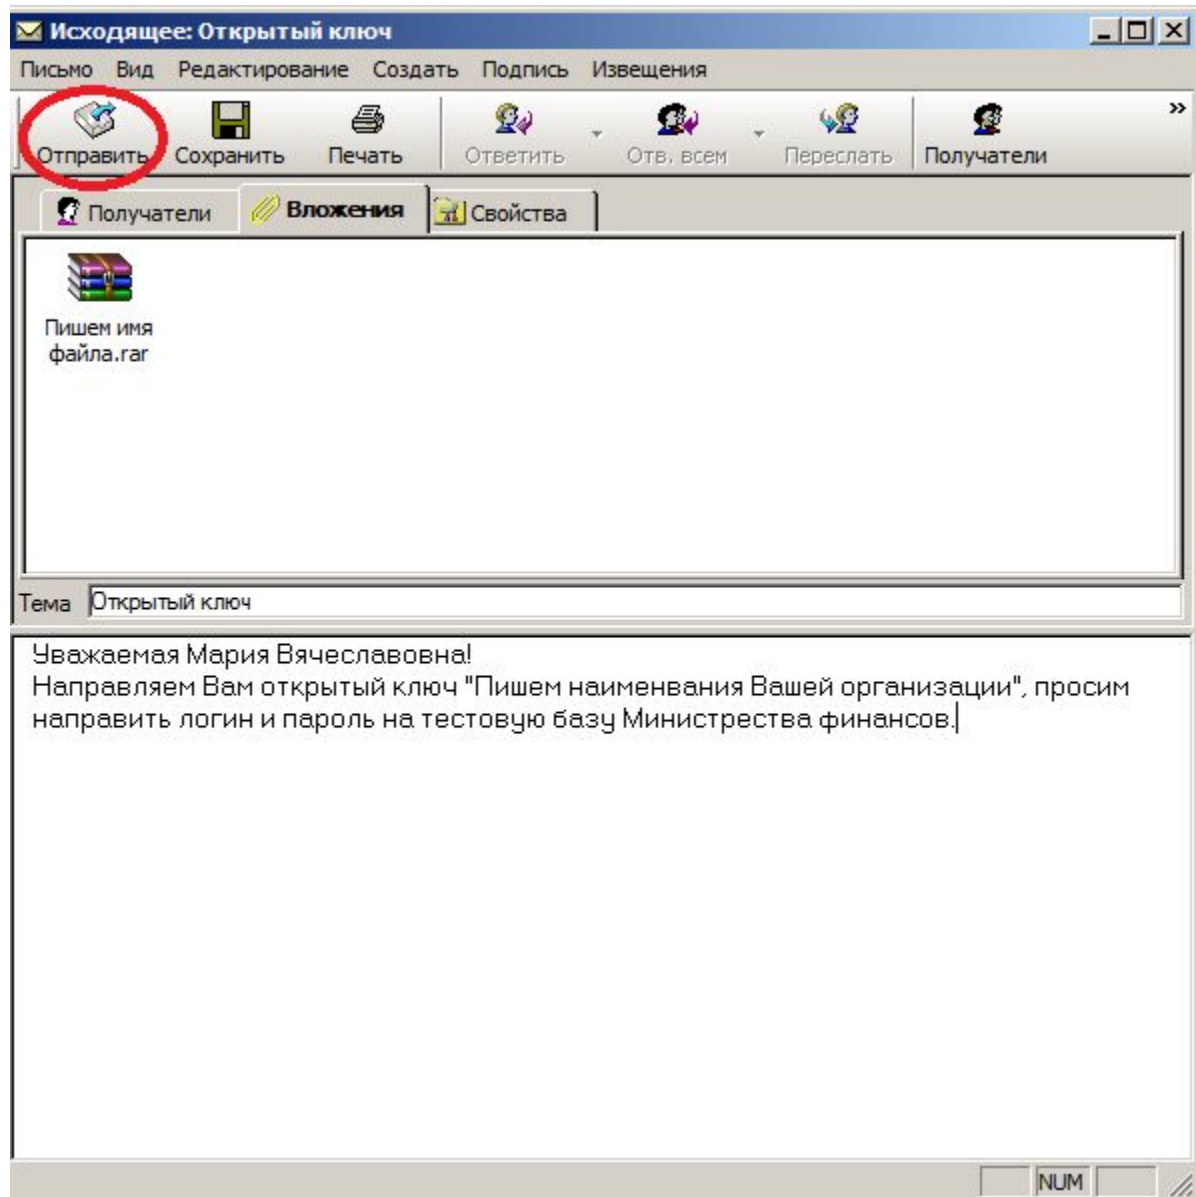 Исходящее: Открытый ключ
Письмо Вид Редактирование Создать Подпись Извещения
Отправить Сохранить Печать Ответить Отв. всем Переслать Получатели
Получатели Вложения Свойства
Пишем имя
файла.rar
Тема Открытый ключ
Уважаемая Мария Вячеславовна!
Направляем Вам открытый ключ "Пишем наименвания Вашей организации", просим
направить логин и пароль на тестовую базу Министрества финансов.
NUM